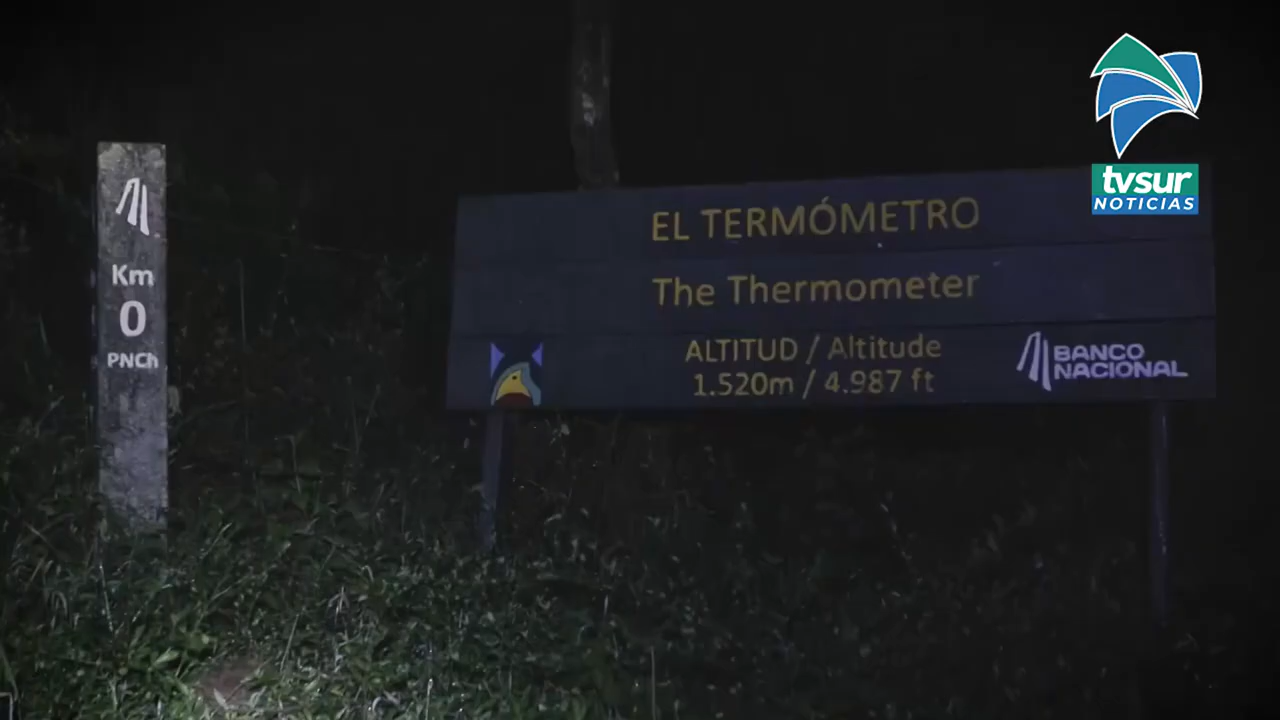 tvsur
NOTICIAS
Km
0
PNCh
EL TERMÓMETRO
The Thermometer
ALTITUD / Altitude
1.520m / 4.987 ft
BANCO
NACIONAL